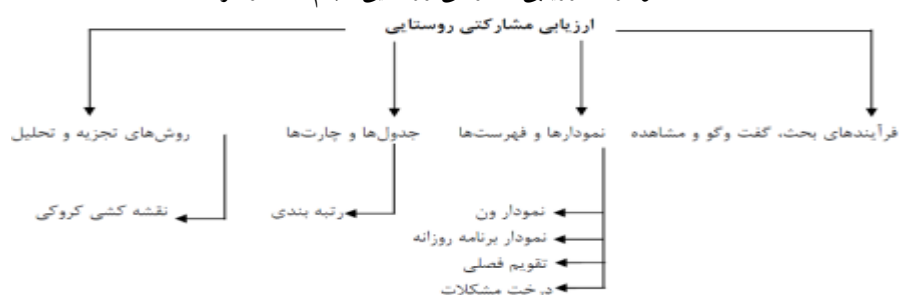 ارزیابی مشارکتی روستایی
فرآیندهای بحث، گفت وگو و مشاهده
نمودارها و فهرست‌ها
جدول‌ها و چارت‌ها
روش‌های تجزیه و تحلیل
نمودار ون
نمودار برنامه روزانه
تقویم فصلی
درخت مشکلات
رتبه بندی
نقشه کشی کروکی